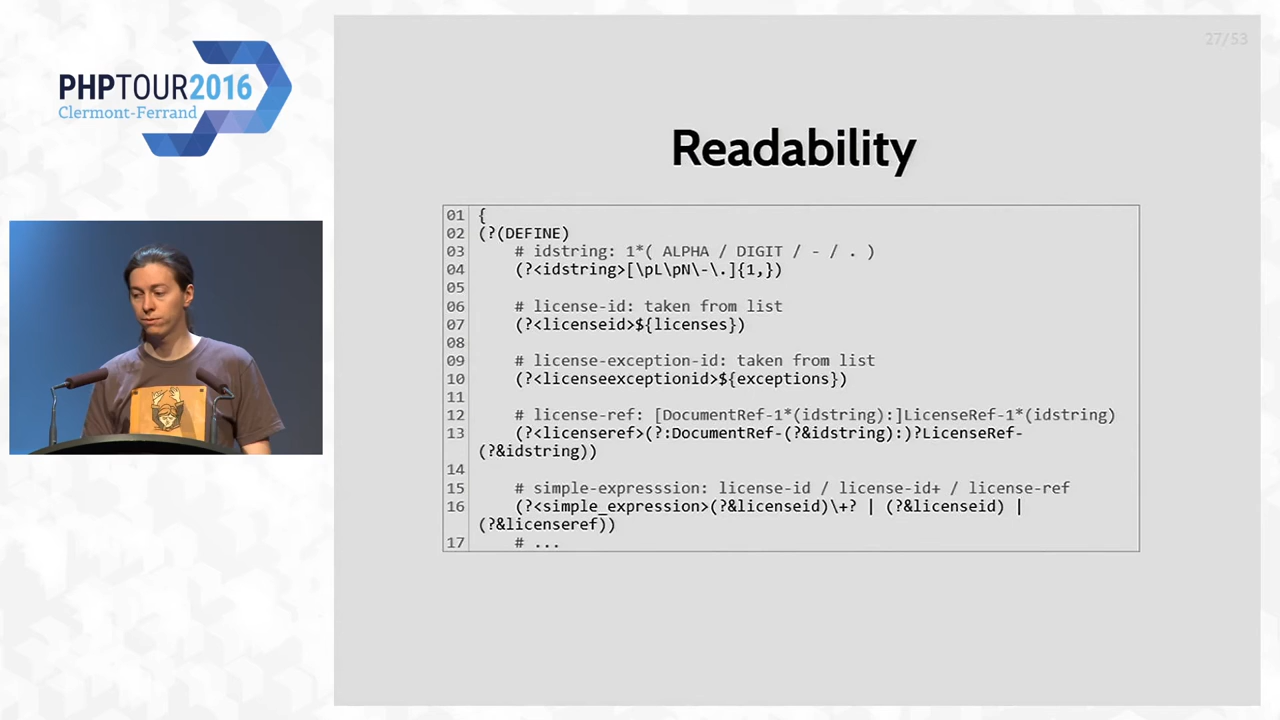 PHPTOUR2016
Clermont-Ferrand
27/53
Readability
01 {
02 (?(DEFINE)
03     # idstring: 1*( ALPHA / DIGIT / - / . )
04     (?<idstring>[\pL\pN\-\.]{1,})
05
06     # license-id: taken from list
07     (?<licenseid>${licenses})
08
09     # license-exception-id: taken from list
10     (?<licenseexceptionid>${exceptions})
11
12     # license-ref: [DocumentRef-1*(idstring):]LicenseRef-1*(idstring)
13     (?<licenseref>(?:DocumentRef-(?&idstring):)?LicenseRef-
(?&idstring))
14
15     # simple-expresssion: license-id / license-id+ / license-ref
16     (?<simple_expression>(?&licenseid)\+? | (?&licenseid) |
(?&licenseref))
17     # ...